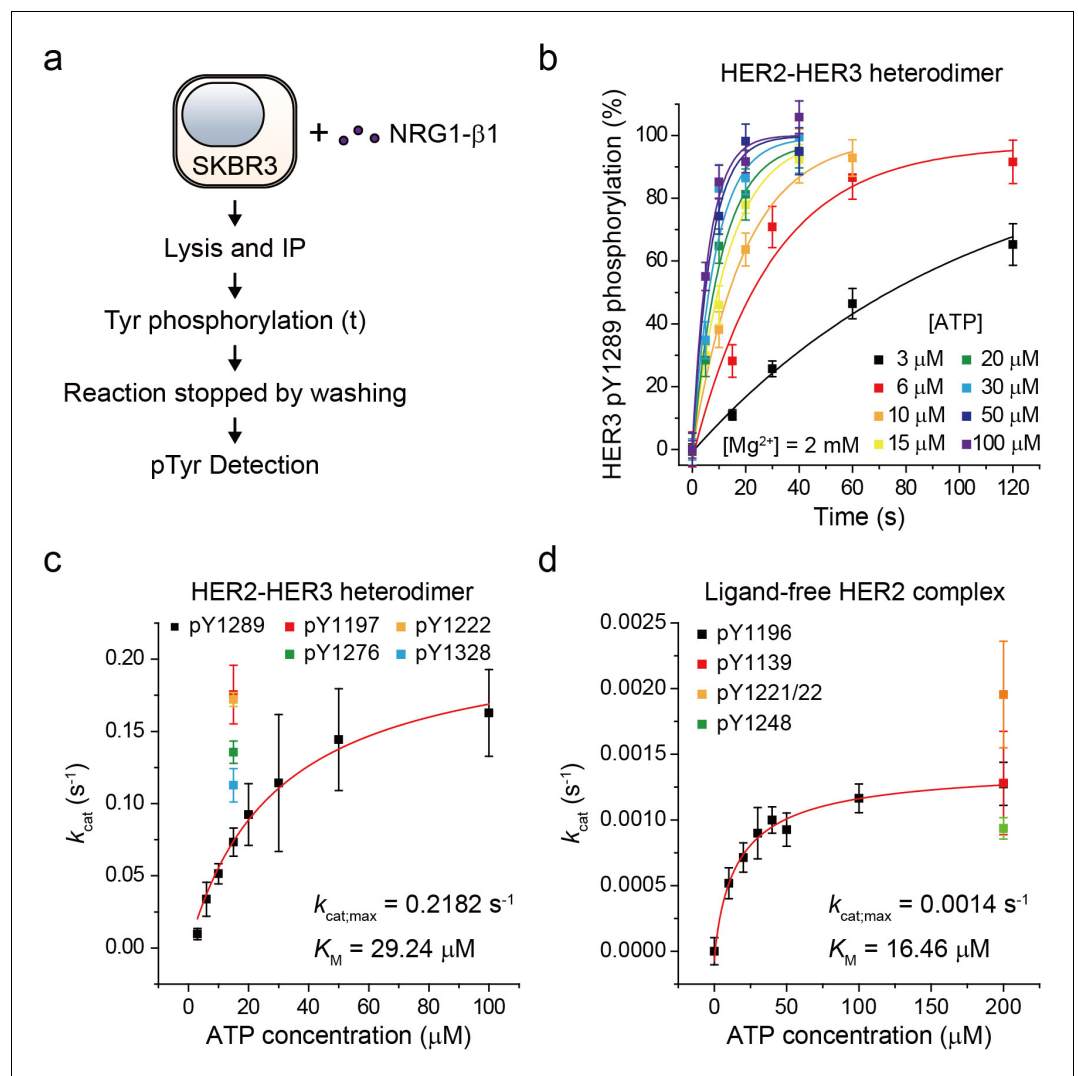 a
SKBR3
+ NRG1-β1
Lysis and IP
Tyr phosphorylation (t)
Reaction stopped by washing
pTyr Detection
b
HER2-HER3 heterodimer
HER3 pY1289 phosphorylation (%)
100
80
60
40
20
0
[ATP]
3 μM
20 μM
6 μM
30 μM
10 μM
50 μM
15 μM
100 μM
[Mg²⁺] = 2 mM
0 20 40 60 80 100 120
Time (s)
c
HER2-HER3 heterodimer
pY1289 pY1197 pY1222
pY1276 pY1328
kcat (s⁻¹)
0.20
0.15
0.10
0.05
0.00
kcat;max = 0.2182 s⁻¹
KM = 29.24 μM
0 20 40 60 80 100
ATP concentration (μM)
d
Ligand-free HER2 complex
pY1196
pY1139
pY1221/22
pY1248
kcat (s⁻¹)
0.0025
0.0020
0.0015
0.0010
0.0005
0.0000
kcat;max = 0.0014 s⁻¹
KM = 16.46 μM
0 50 100 150 200
ATP concentration (μM)